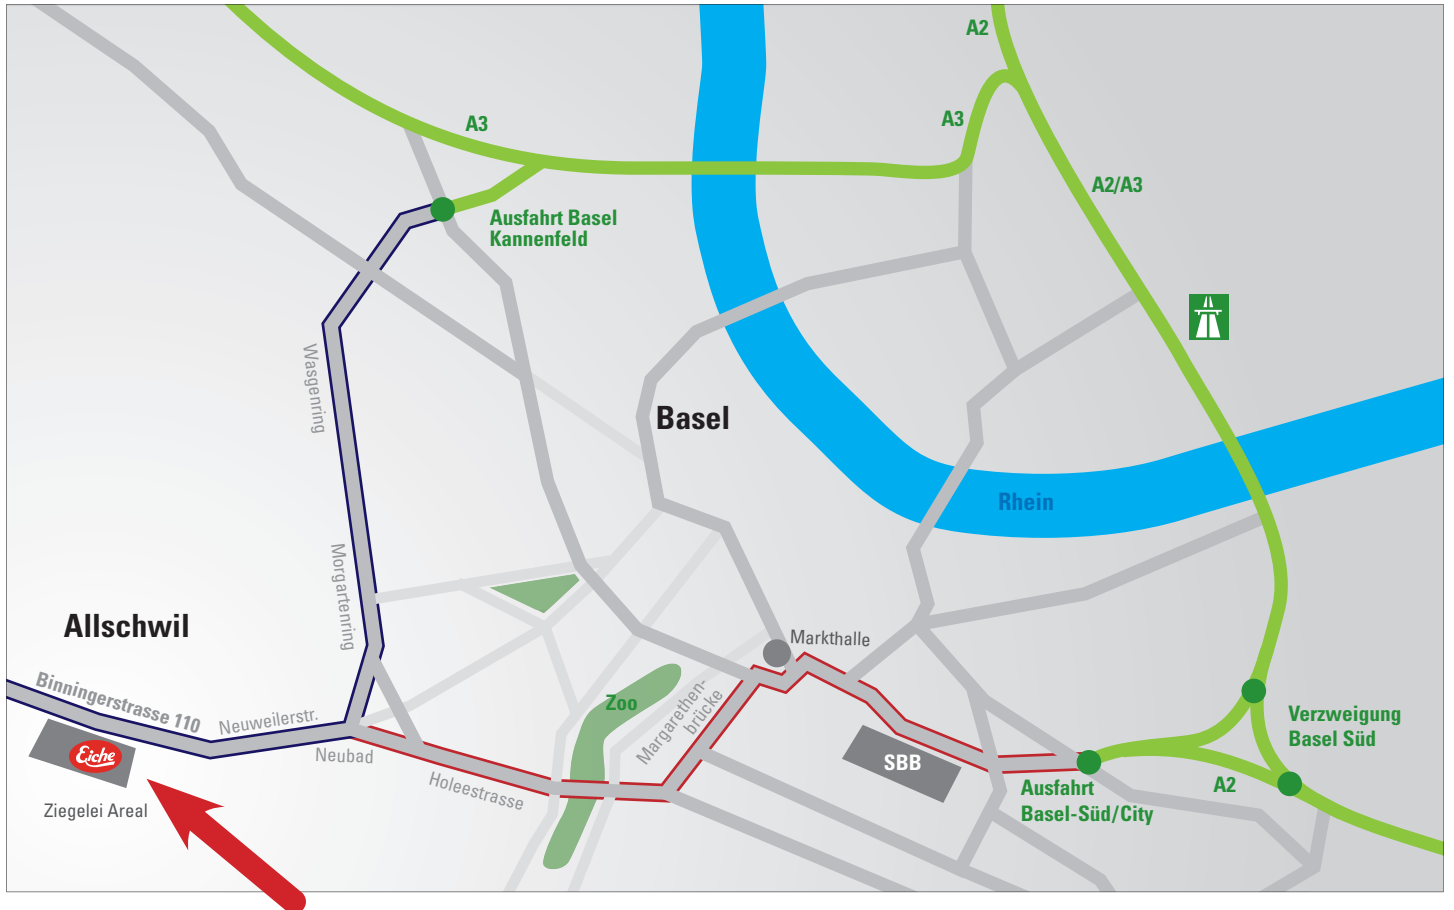 A2
A3
A3
A2/A3
Ausfahrt Basel
Kannenfeld
Wasgenring
Basel
Rhein
Morgartenring
Allschwil
Markthalle
Binningerstrasse 110
Neuweilerstr.
Zoo
Margarethen-
brücke
Verzweigung
Basel Süd
Eiche
Neubad
Holeestrasse
SBB
A2
Ausfahrt
Basel-Süd/City
Ziegelei Areal